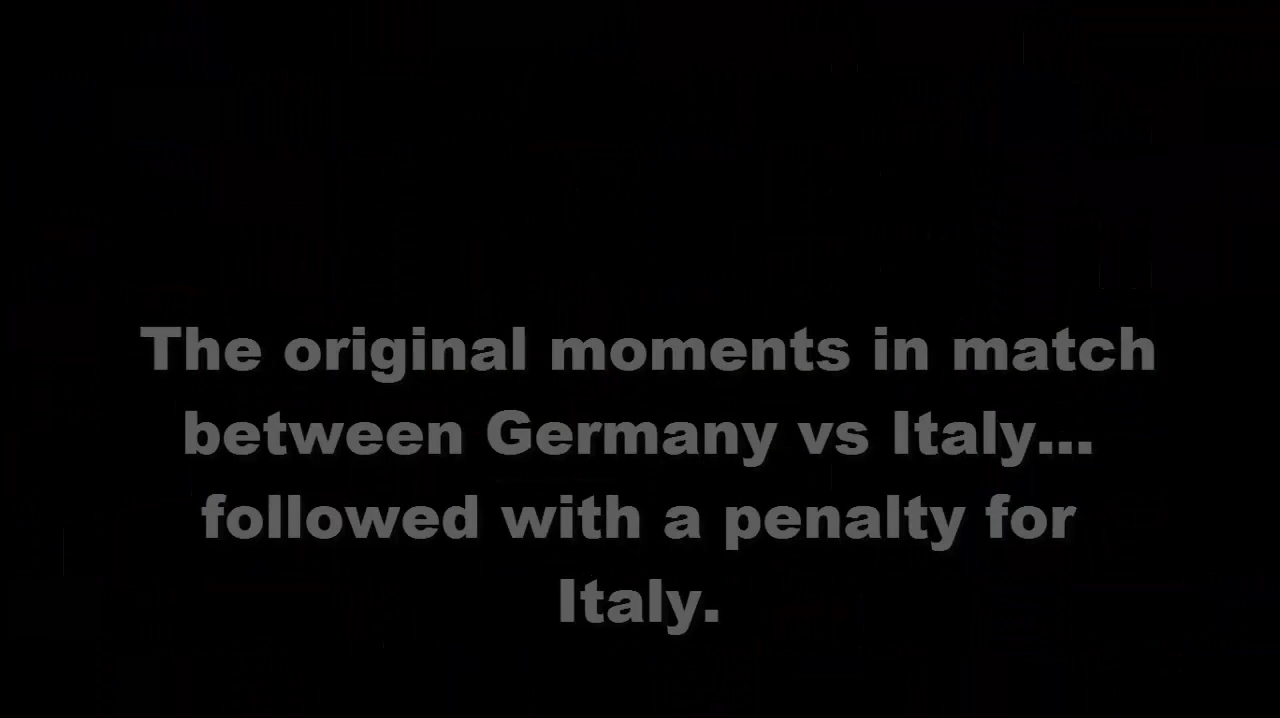 The original moments in match
between Germany vs Italy...
followed with a penalty for
Italy.